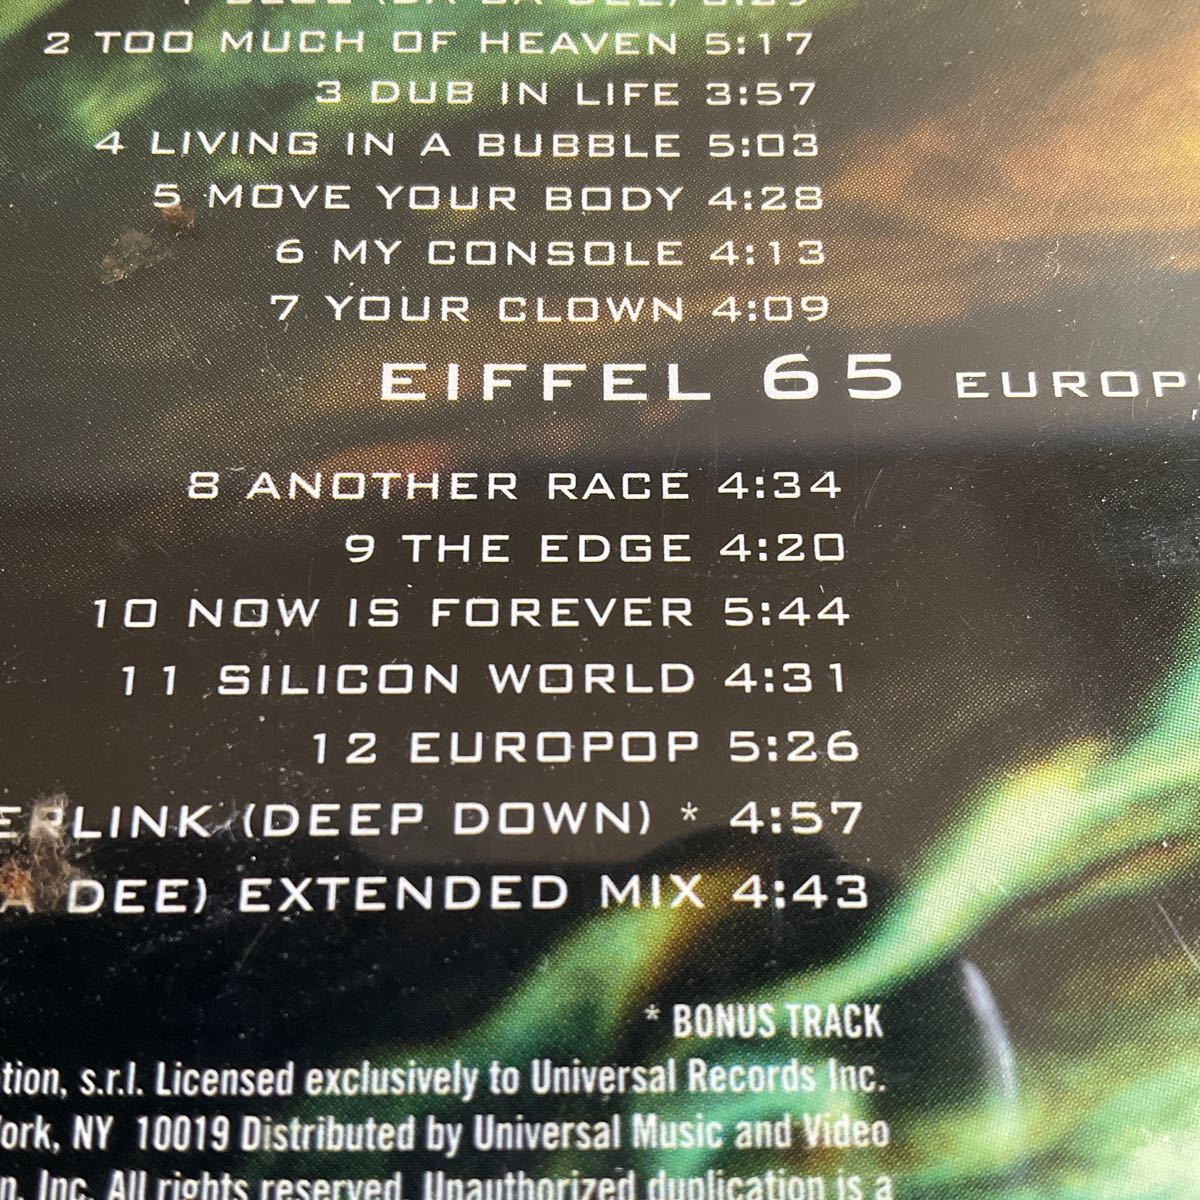 2 TOO MUCH OF HEAVEN 5:17
3 DUB IN LIFE 3:57
4 LIVING IN A BUBBLE 5:03
5 MOVE YOUR BODY 4:28
6 MY CONSOLE 4:13
7 YOUR CLOWN 4:09
EIFFEL 65 EUROP
8 ANOTHER RACE 4:34
9 THE EDGE 4:20
10 NOW IS FOREVER 5:44
11 SILICON WORLD 4:31
12 EUROPOP 5:26
ERLINK (DEEP DOWN) * 4:57
A DEE) EXTENDED MIX 4:43
* BONUS TRACK
tion, s.r.l. Licensed exclusively to Universal Records Inc.
ork, NY 10019 Distributed by Universal Music and Video
n, Inc. All rights reserved. Unauthorized duplication is a